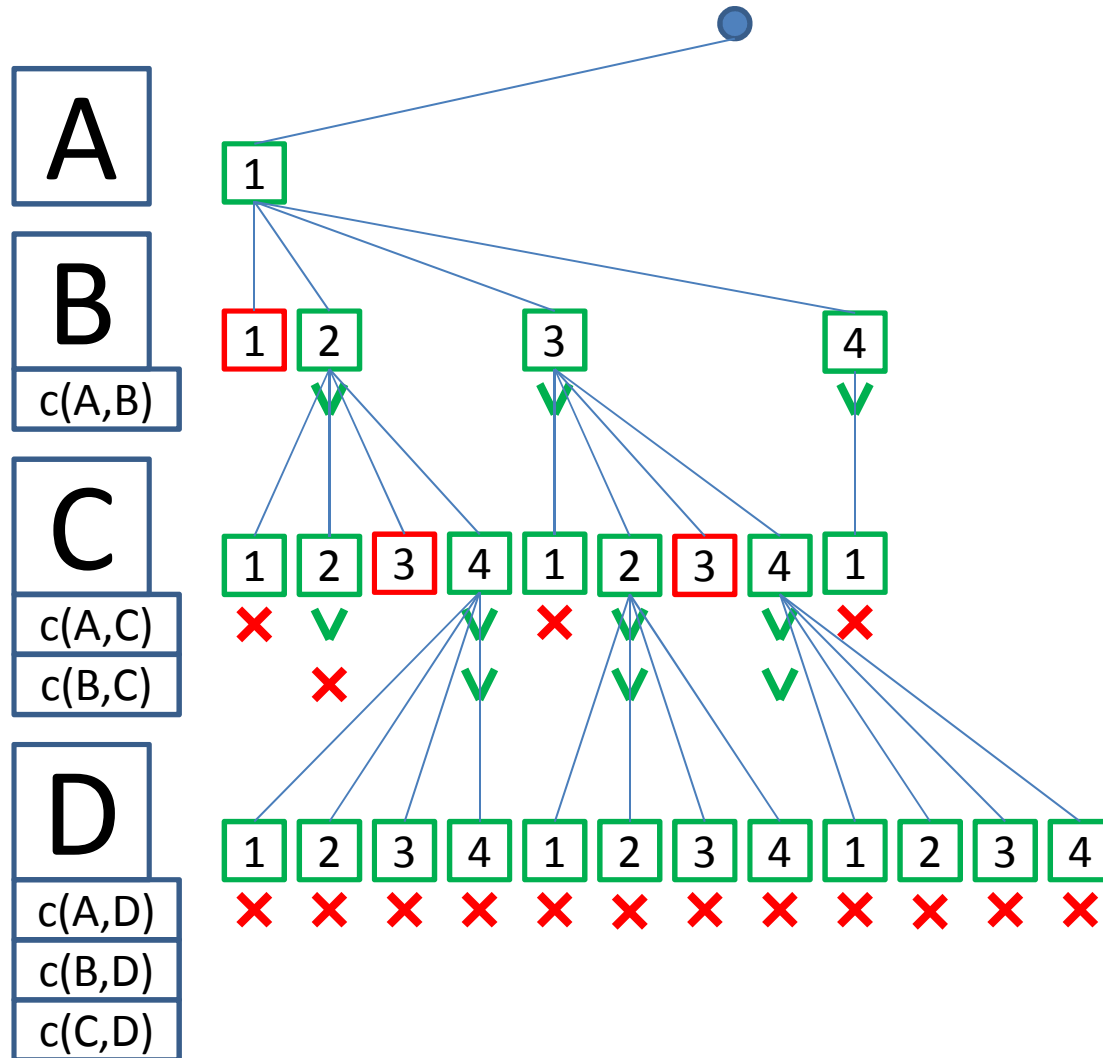 A
1
B
1 2 3 4
c(A,B)
C
1 2 3 4 1 2 3 4 1
c(A,C)
c(B,C)
D
1 2 3 4 1 2 3 4 1 2 3 4
c(A,D)
c(B,D)
c(C,D)